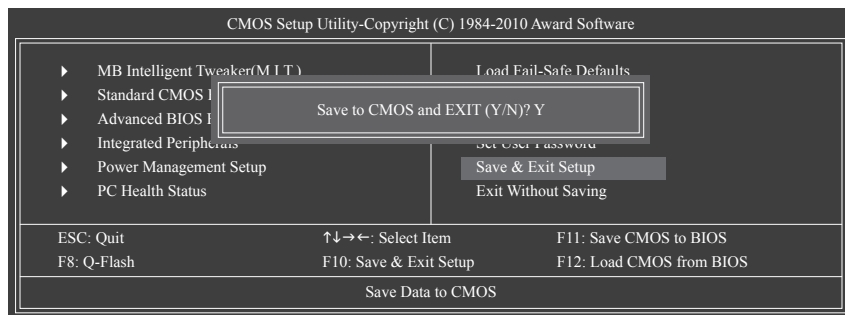 CMOS Setup Utility-Copyright (C) 1984-2010 Award Software
MB Intelligent Tweaker(M.I.T.)
Standard CMOS
Advanced BIOS
Integrated Peripherals
Power Management Setup
PC Health Status
Load Fail-Safe Defaults
Set User Password
Save & Exit Setup
Exit Without Saving
Save to CMOS and EXIT (Y/N)? Y
ESC: Quit
↑↓→←: Select Item
F11: Save CMOS to BIOS
F8: Q-Flash
F10: Save & Exit Setup
F12: Load CMOS from BIOS
Save Data to CMOS